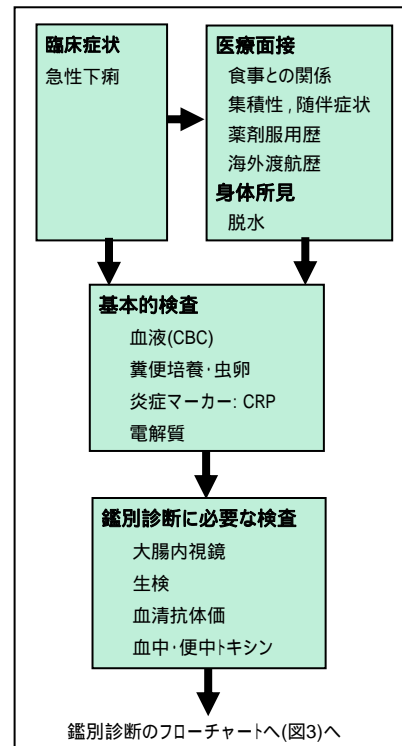 臨床症状
急性下痢
医療面接
食事との関係
集積性，随伴症状
薬剤服用歴
海外渡航歴
身体所見
脱水
基本的検査
血液(CBC)
糞便培養･虫卵
炎症マーカー: CRP
電解質
鑑別診断に必要な検査
大腸内視鏡
生検
血清抗体価
血中･便中トキシン
鑑別診断のフローチャートへ(図3)へ